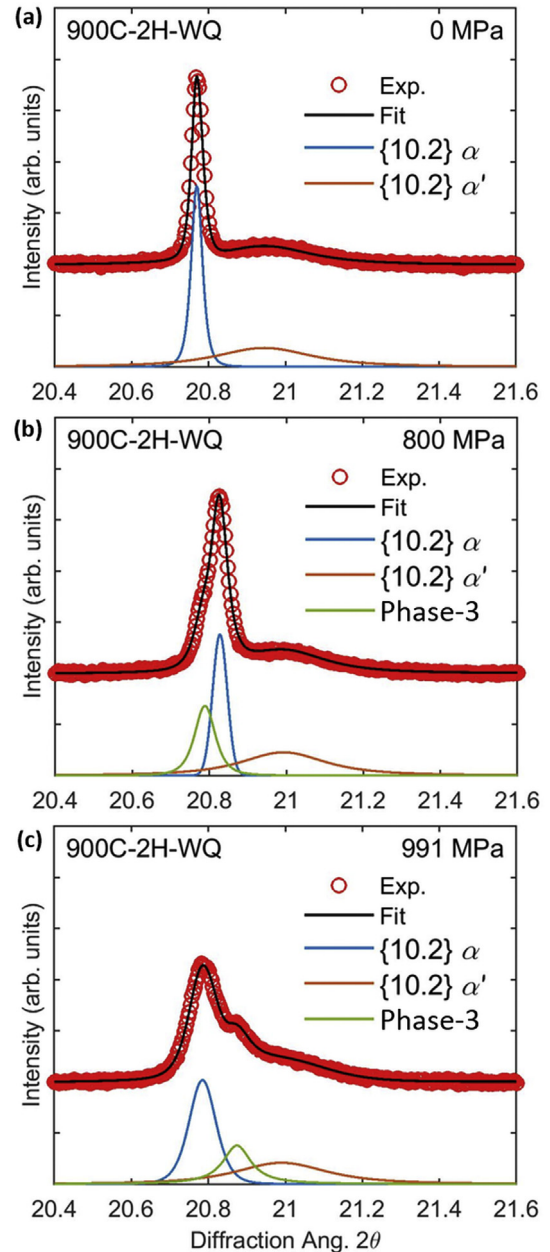 (a)
900C-2H-WQ 0 MPa
Exp.
Fit
{10.2} α
{10.2} α'
Intensity (arb. units)
20.4 20.6 20.8 21 21.2 21.4 21.6
(b)
900C-2H-WQ 800 MPa
Exp.
Fit
{10.2} α
{10.2} α'
Phase-3
Intensity (arb. units)
20.4 20.6 20.8 21 21.2 21.4 21.6
(c)
900C-2H-WQ 991 MPa
Exp.
Fit
{10.2} α
{10.2} α'
Phase-3
Intensity (arb. units)
20.4 20.6 20.8 21 21.2 21.4 21.6
Diffraction Ang. 2θ